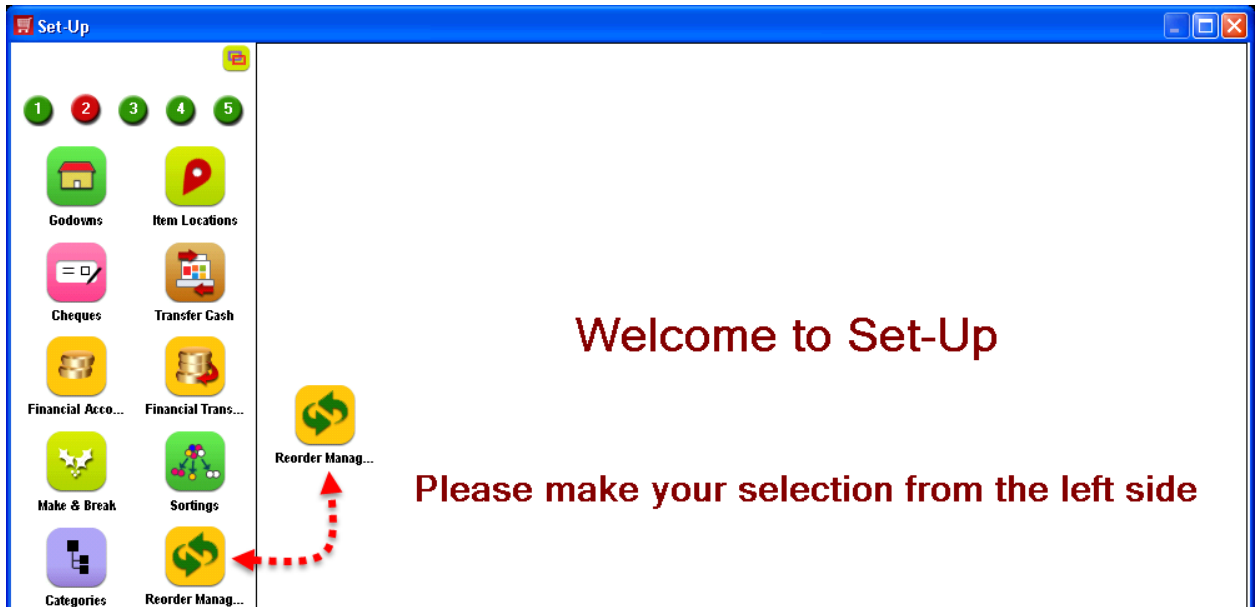 Set-Up
1 2 3 4 5
Godowns Item Locations
Cheques Transfer Cash
Financial Acco... Financial Trans...
Make & Break Sortings
Categories Reorder Manag...
Welcome to Set-Up
Reorder Manag...
Please make your selection from the left side